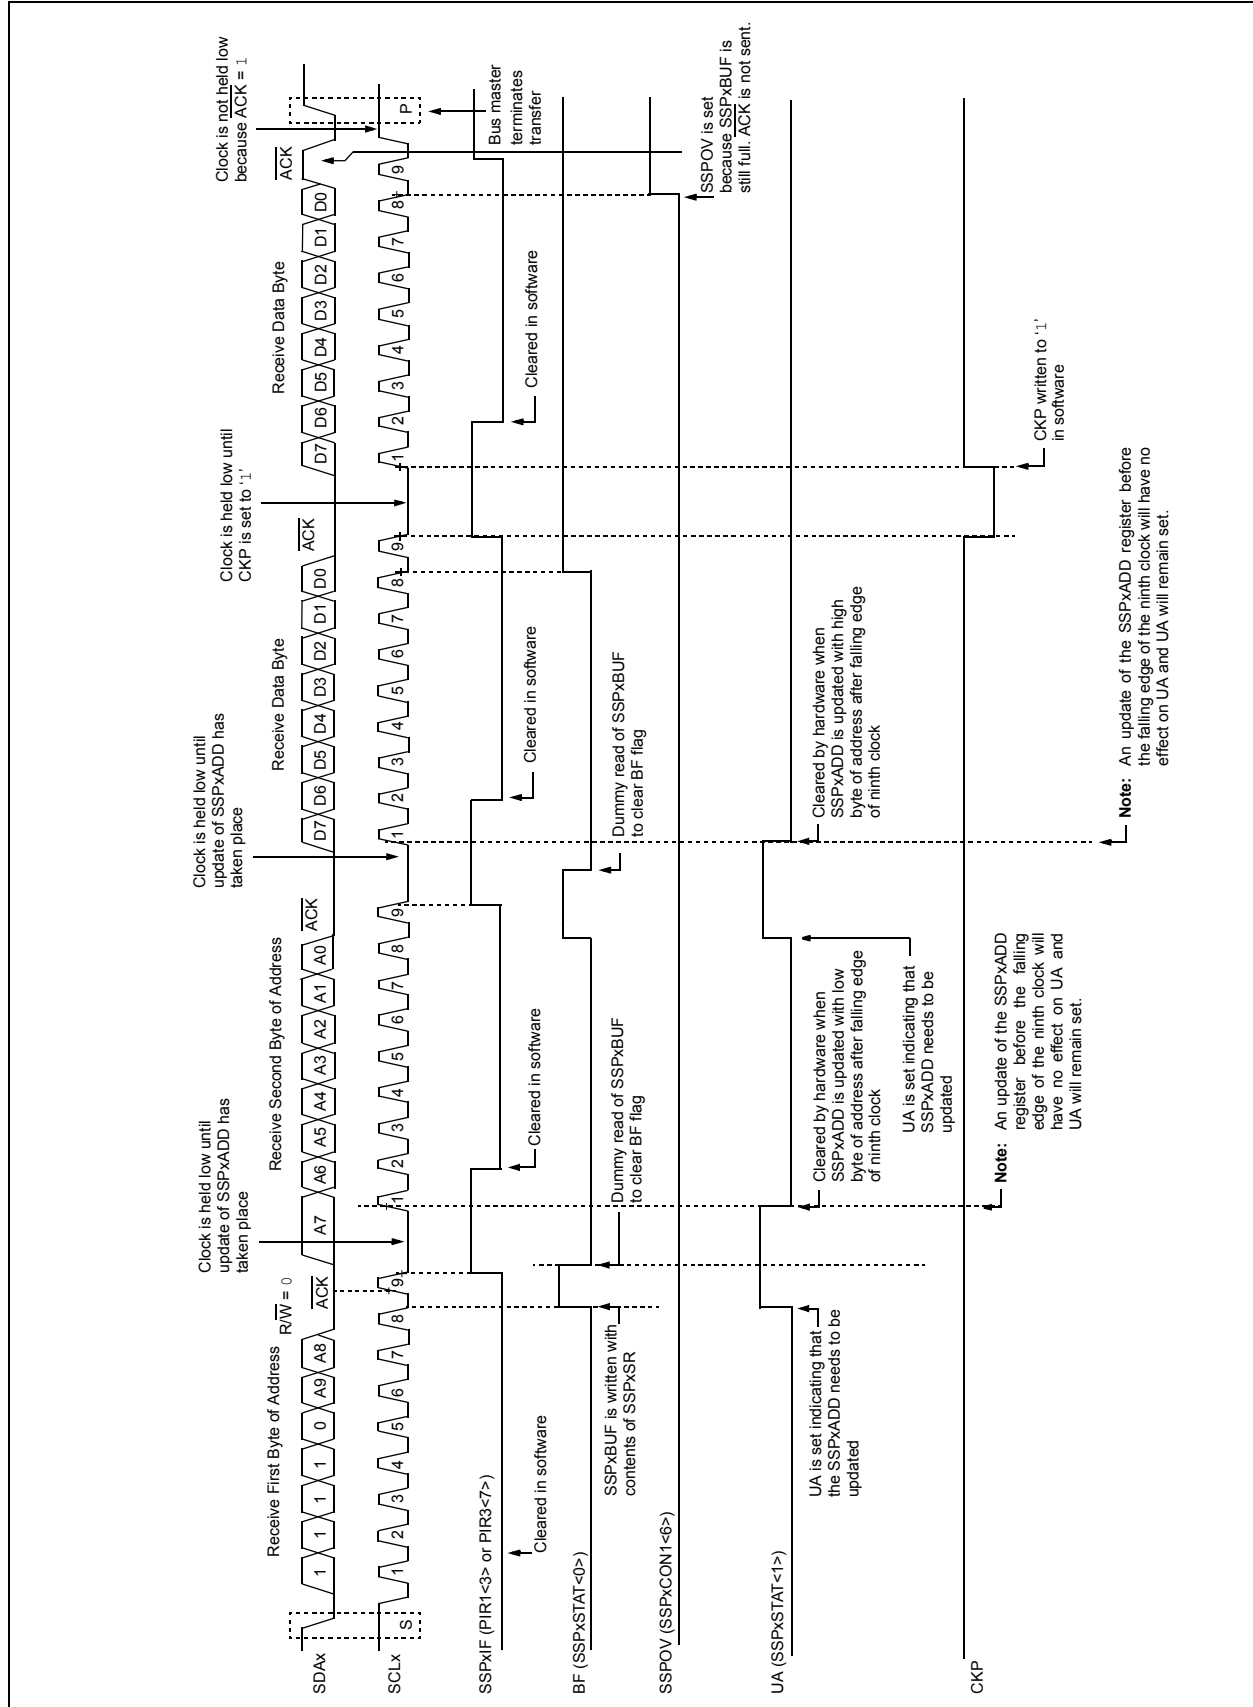 Receive First Byte of Address
R/W = 0
ACK
Clock is held low until
update of SSPxADD has
taken place
Receive Second Byte of Address
ACK
Clock is held low until
update of SSPxADD has
taken place
Receive Data Byte
ACK
Clock is held low until
CKP is set to ‘1’
Receive Data Byte
ACK
Clock is not held low
because ACK = 1
SDAx
1 1 1 1 0 A9 A8
A7 A6 A5 A4 A3 A2 A1 A0
D7 D6 D5 D4 D3 D2 D1 D0
D7 D6 D5 D4 D3 D2 D1 D0
SCLx
S
1 2 3 4 5 6 7 8 9
1 2 3 4 5 6 7 8 9
1 2 3 4 5 6 7 8 9
1 2 3 4 5 6 7 8 9
P
Bus master
terminates
transfer
SSPxIF (PIR1<3> or PIR3<7>)
Cleared in software
Cleared in software
Cleared in software
Cleared in software
BF (SSPxSTAT<0>)
SSPxBUF is written with
contents of SSPxSR
Dummy read of SSPxBUF
to clear BF flag
Dummy read of SSPxBUF
to clear BF flag
SSPOV (SSPxCON1<6>)
SSPOV is set
because SSPxBUF is
still full. ACK is not sent.
UA (SSPxSTAT<1>)
UA is set indicating that
the SSPxADD needs to be
updated
Cleared by hardware when
SSPxADD is updated with low
byte of address after falling edge
of ninth clock
UA is set indicating that
SSPxADD needs to be
updated
Cleared by hardware when
SSPxADD is updated with high
byte of address after falling edge
of ninth clock
CKP
CKP written to ‘1’
in software
Note: An update of the SSPxADD
register before the falling
edge of the ninth clock will
have no effect on UA and
UA will remain set.
Note: An update of the SSPxADD register before
the falling edge of the ninth clock will have no
effect on UA and UA will remain set.